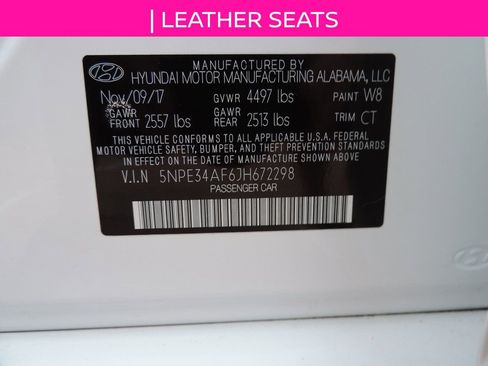 | LEATHER SEATS
MANUFACTURED BY
HYUNDAI MOTOR MANUFACTURING ALABAMA, LLC
Nov/09/17 GVWR 4497 lbs PAINT W8
GAWR FRONT 2557 lbs GAWR REAR 2513 lbs TRIM CT
THIS VEHICLE CONFORMS TO ALL APPLICABLE U.S.A. FEDERAL
MOTOR VEHICLE SAFETY, BUMPER, AND THEFT PREVENTION STANDARDS
IN EFFECT ON THE DATE OF MANUFACTURE SHOWN ABOVE.
V.I.N 5NPE34AF6JH672298
PASSENGER CAR